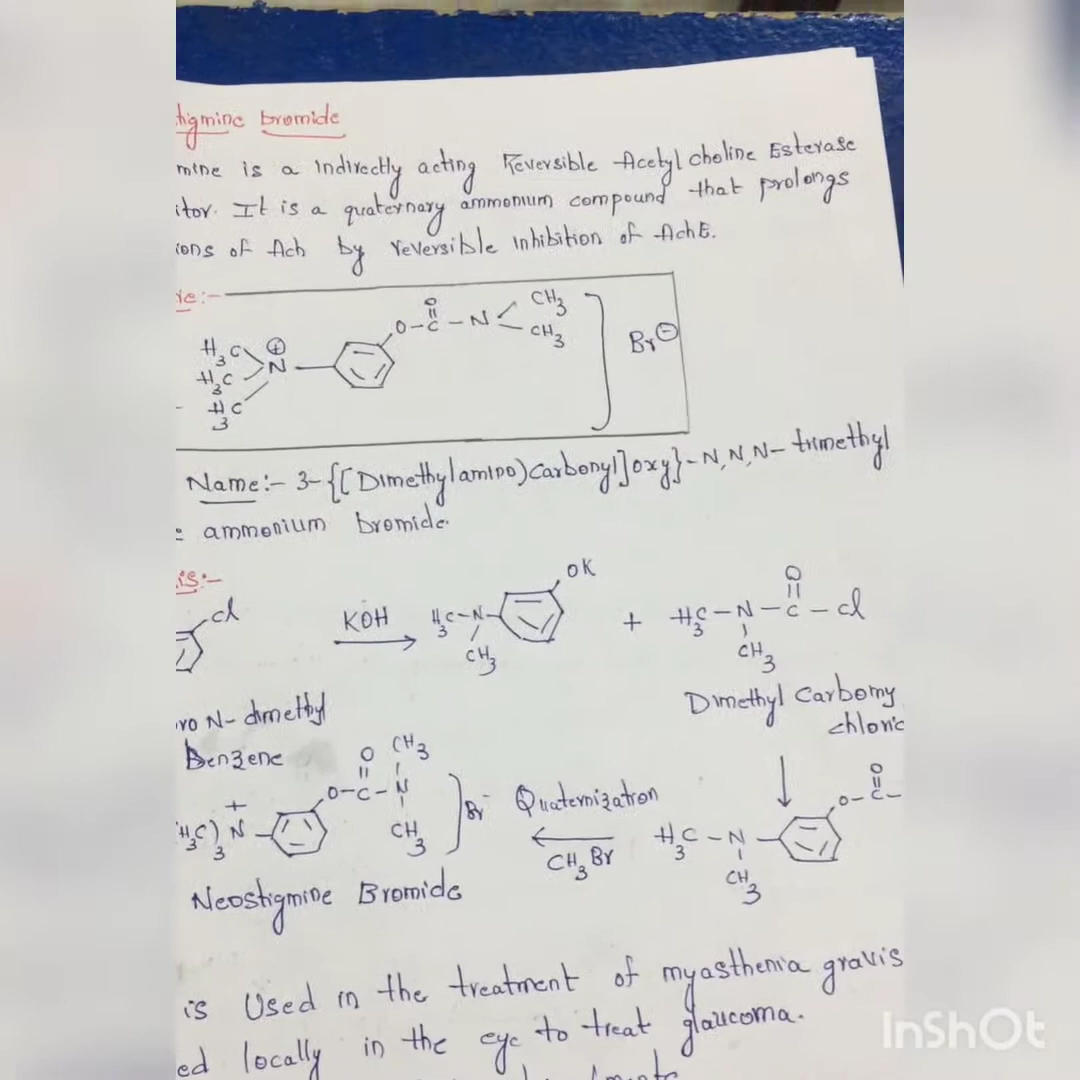 tigmine bromide
mine is a indirectly acting Reversible Acetyl choline Esterase
itor. It is a quaternary ammonium compound that prolongs
ions of Ach by reversible inhibition of AchE.
re:-
H3C
H3C
H3C
⊕
N
O-C-N
O
CH3
CH3
Br⊖
Name:- 3-{[Dimethylamino)carbonyl]oxy}-N,N,N- trimethyl
e ammonium bromide.
is:-
Cl
KOH
H3C-N
CH3
OK
+
H3C-N-C-Cl
O
CH3
ro N-dimethyl
Benzene
Dimethyl Carbomy
chloric
(H3C)3 N
+
O-C-N
O
CH3
CH3
Br-
Quaternization
CH3Br
H3C-N
CH3
O-C-
O
Neostigmine Bromide
is Used in the treatment of myasthenia gravis
ed locally in the eye to treat glaucoma.
InShOt